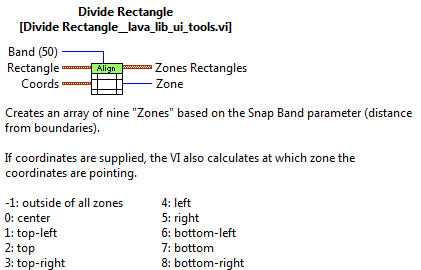 Divide Rectangle
[Divide Rectangle__lava_lib_ui_tools.vi]
Band (50)
Rectangle
Align
Zones Rectangles
Coords
Zone
Creates an array of nine "Zones" based on the Snap Band parameter (distance
from boundaries).
If coordinates are supplied, the VI also calculates at which zone the
coordinates are pointing.
-1: outside of all zones
0: center
1: top-left
2: top
3: top-right
4: left
5: right
6: bottom-left
7: bottom
8: bottom-right